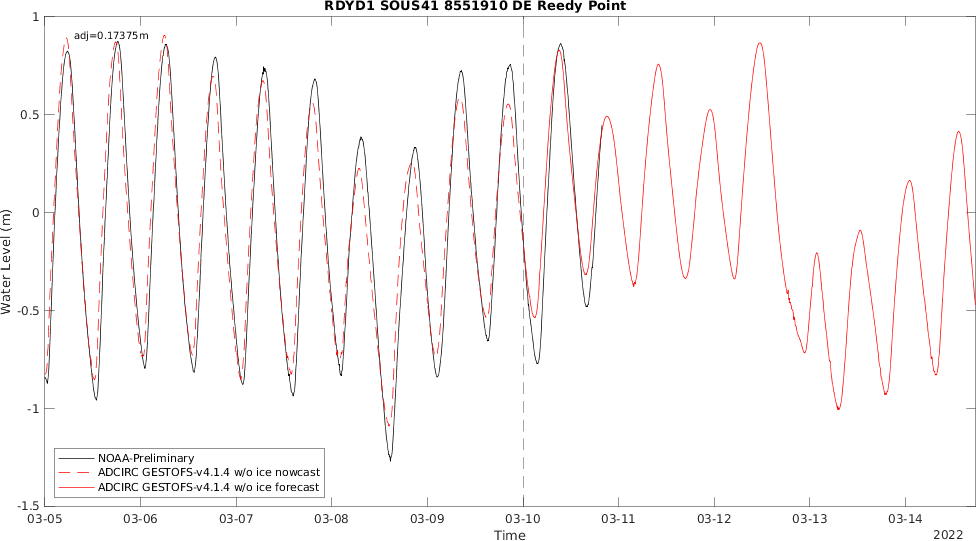 RDYD1 SOUS41 8551910 DE Reedy Point
adj=0.17375m
1
0.5
0
-0.5
-1
-1.5
Water Level (m)
NOAA-Preliminary
ADCIRC GESTOFS-v4.1.4 w/o ice nowcast
ADCIRC GESTOFS-v4.1.4 w/o ice forecast
03-05 03-06 03-07 03-08 03-09 03-10 03-11 03-12 03-13 03-14
Time
2022